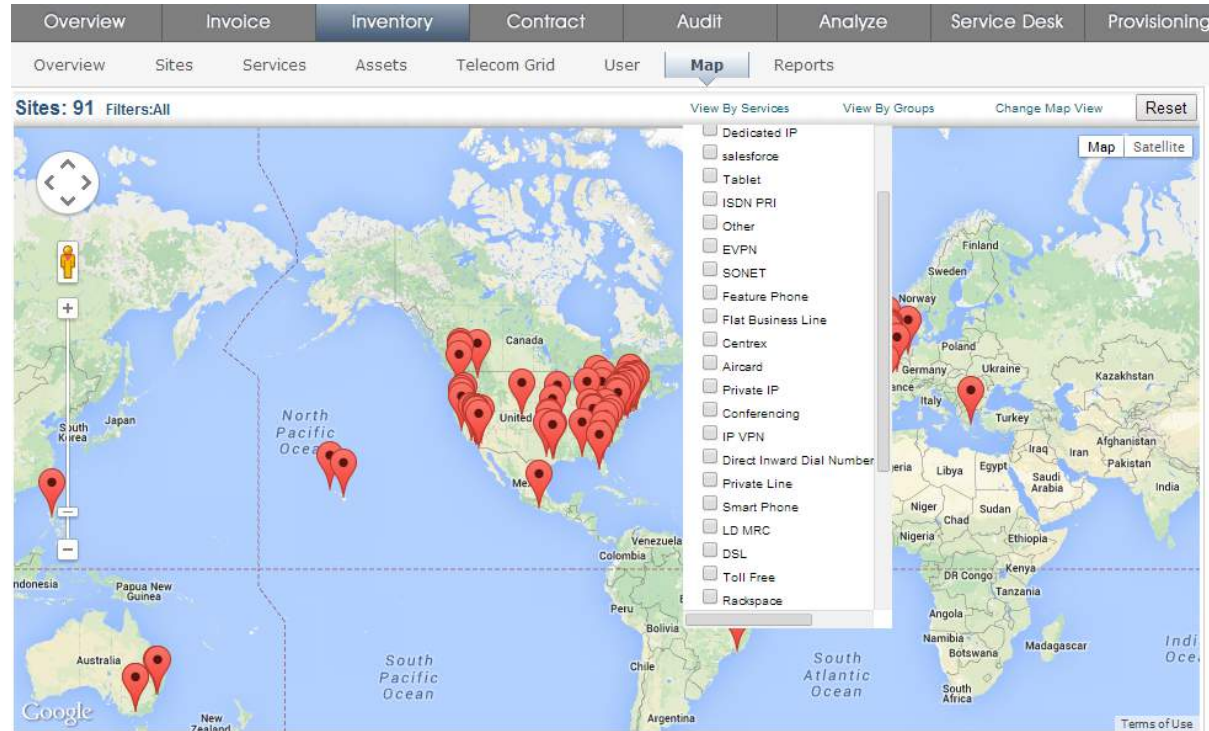 Overview Invoice Inventory Contract Audit Analyze Service Desk Provisioning
Overview Sites Services Assets Telecom Grid User Map Reports
Sites: 91 Filters:All View By Services View By Groups Change Map View Reset
Map Satellite
Dedicated IP
salesforce
Tablet
ISDN PRI
Other
EVPN
SONET
Feature Phone
Flat Business Line
Centrex
Aircard
Private IP
Conferencing
IP VPN
Direct Inward Dial Number
Private Line
Smart Phone
LD MRC
DSL
Toll Free
Rackspace
Finland
Sweden
Norway
Canada
Poland
Germany
Ukraine
Kazakhstan
Italy
Turkey
United
North
Pacific
Ocea
South
Korea
Japan
Iraq
Iran
Afghanistan
Pakistan
Libya
Egypt
Saudi
Arabia
India
Me
Niger
Chad
Sudan
Nigeria
Ethiopia
Venezuela
Colombia
Kenya
DR Congo
Tanzania
ndonesia
Papua New
Guinea
Peru
Bolivia
Angola
Namibia
Botswana
Madagascar
Indi
Oce
Australia
South
Pacific
Ocean
Chile
South
Atlantic
Ocean
South
Africa
Google
New
Zealand
Argentina
Terms of Use